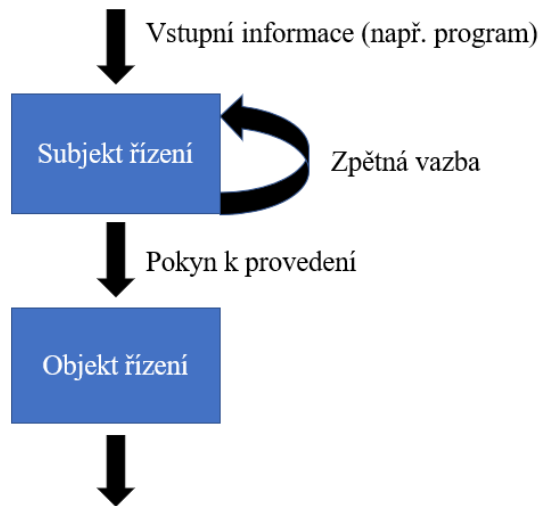 Vstupní informace (např. program)
Subjekt řízení
Zpětná vazba
Pokyn k provedení
Objekt řízení